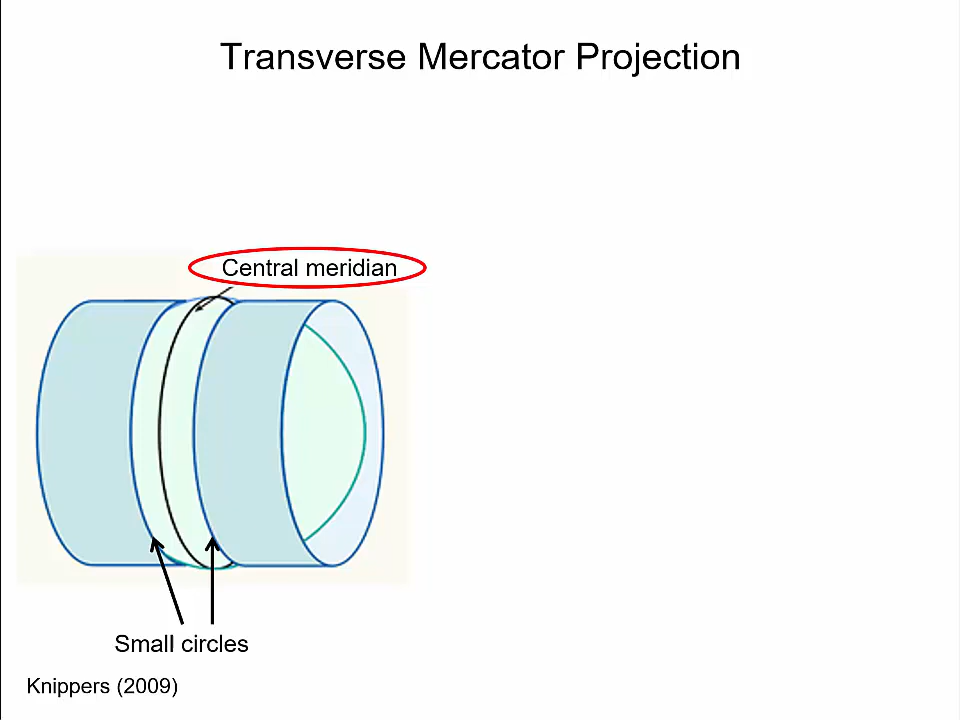 Transverse Mercator Projection
Central meridian
Small circles
Knippers (2009)